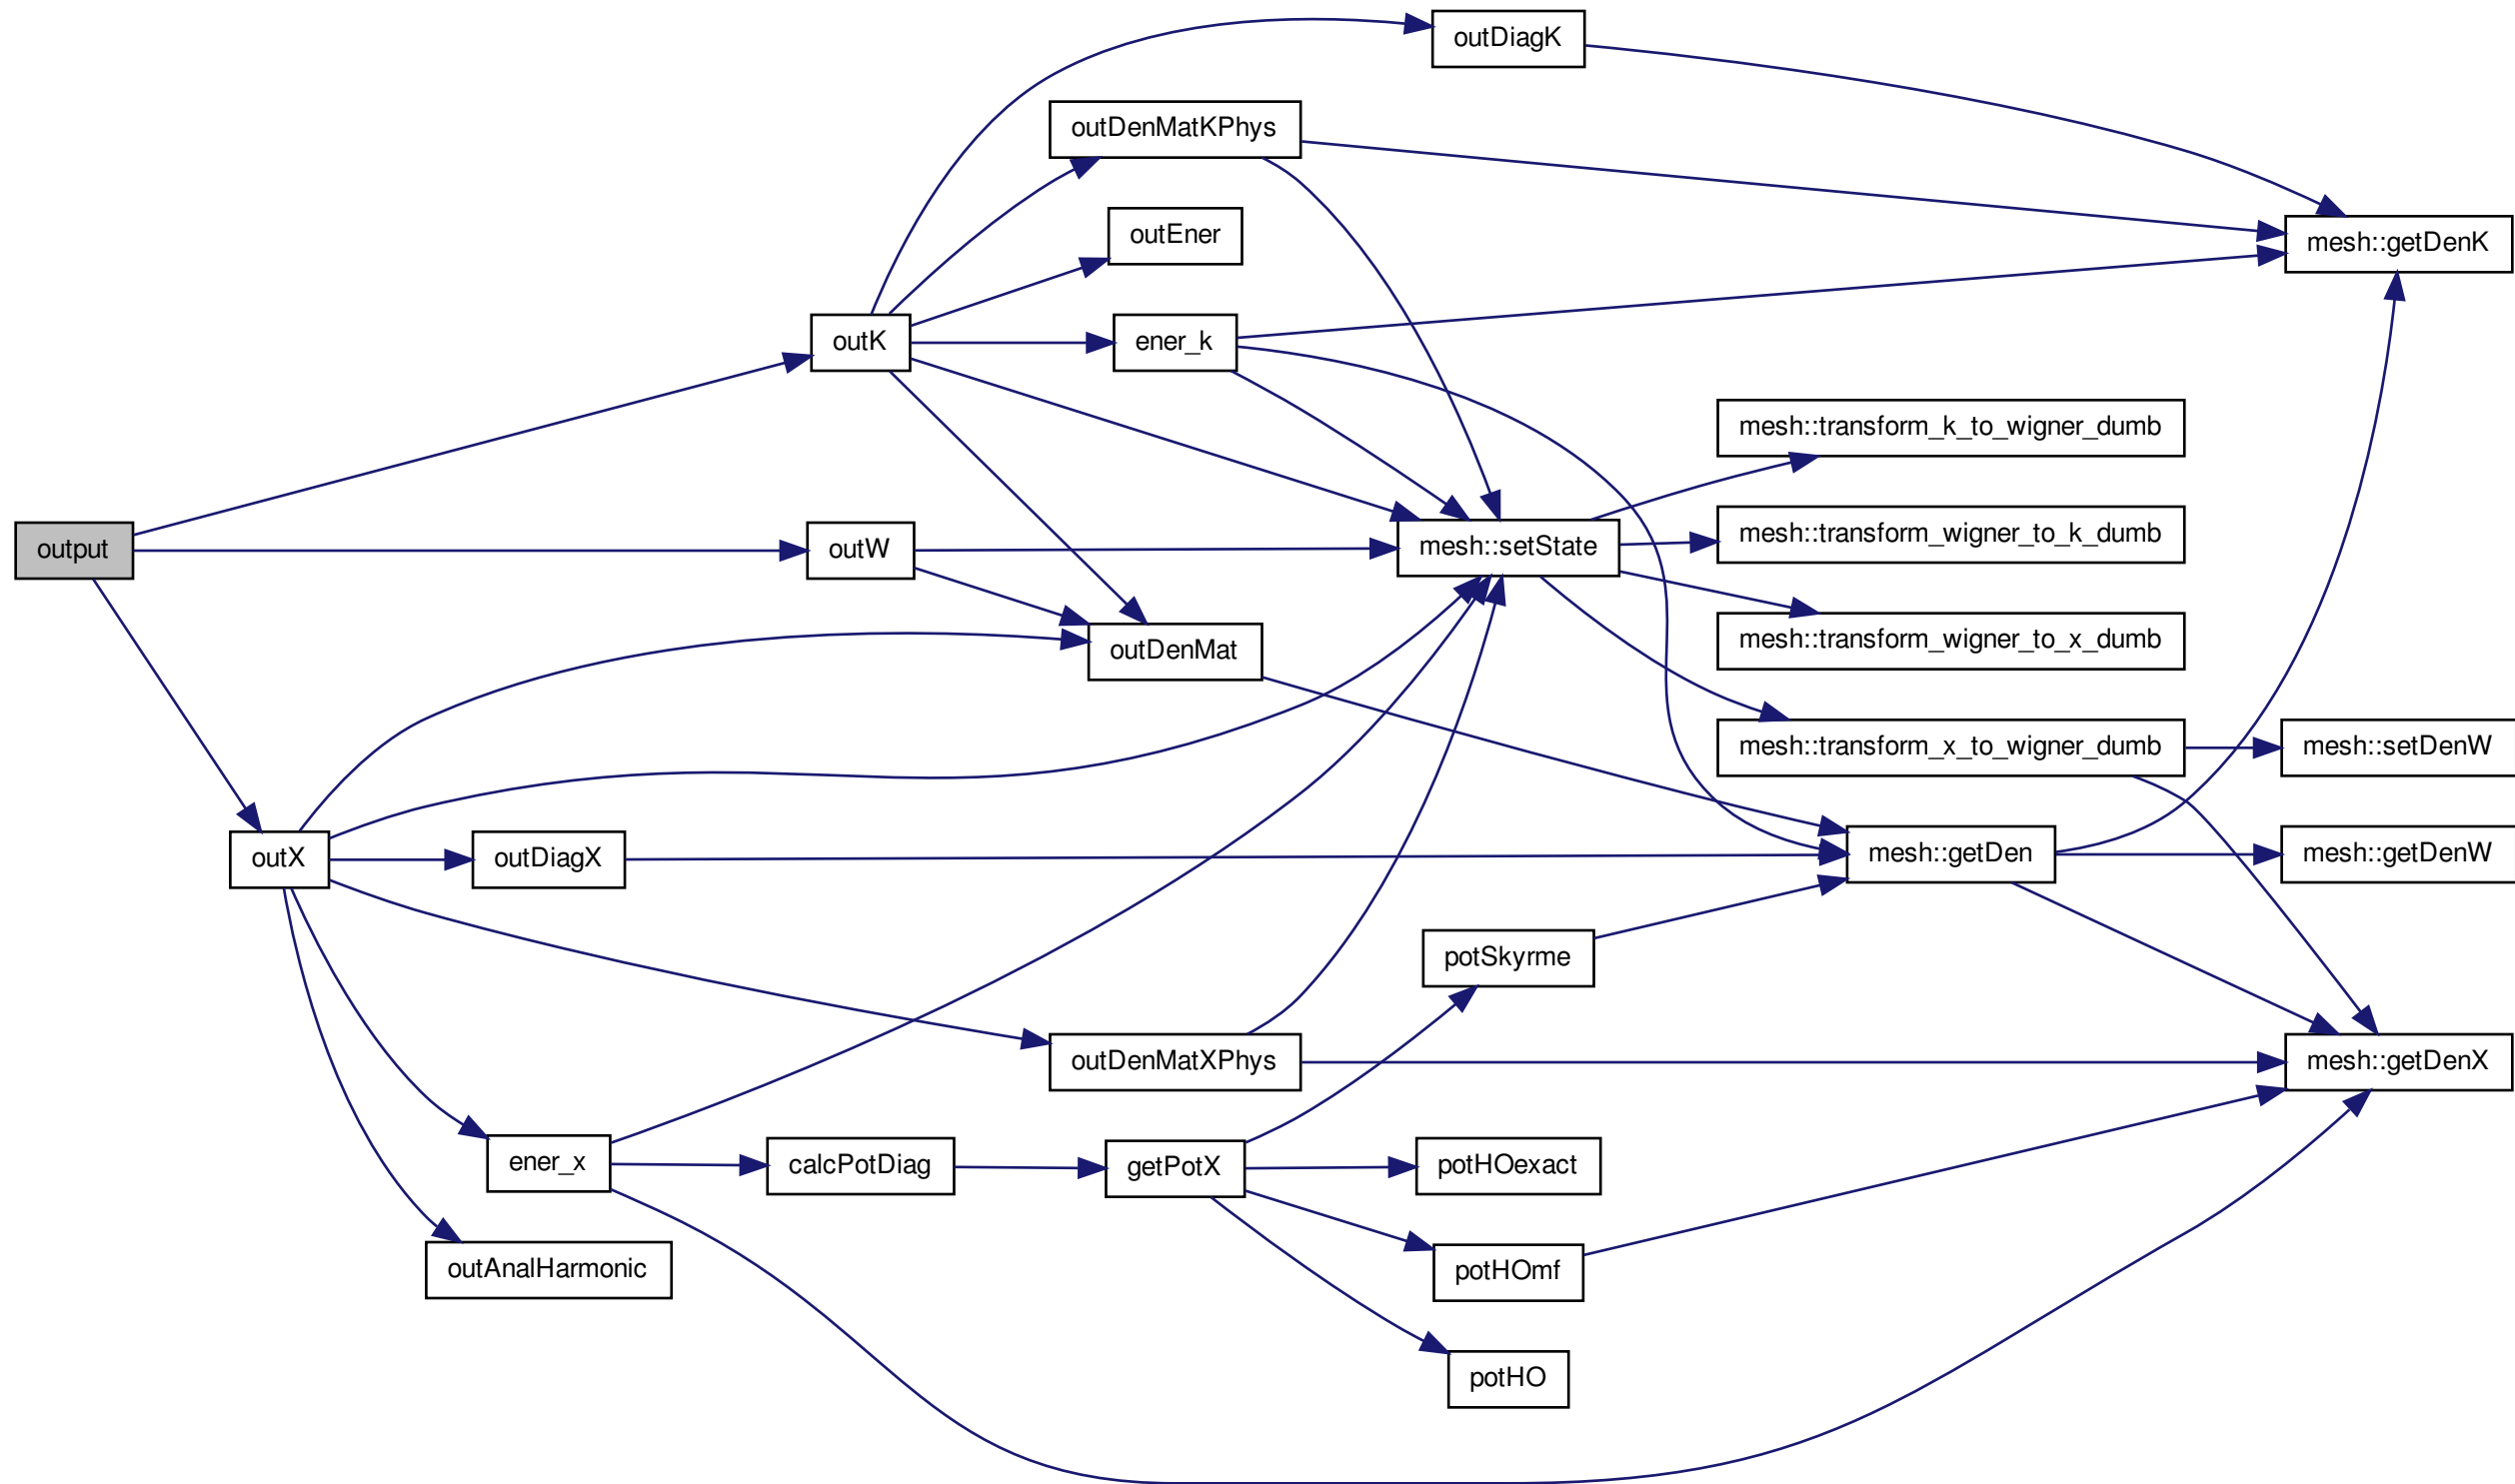 outDiagK
outDenMatKPhys
outEner
mesh::getDenK
outK
ener_k
mesh::transform_k_to_wigner_dumb
output
outW
mesh::setState
mesh::transform_wigner_to_k_dumb
outDenMat
mesh::transform_wigner_to_x_dumb
mesh::transform_x_to_wigner_dumb
mesh::setDenW
outX
outDiagX
mesh::getDen
mesh::getDenW
potSkyrme
outDenMatXPhys
mesh::getDenX
ener_x
calcPotDiag
getPotX
potHOexact
outAnalHarmonic
potHOmf
potHO